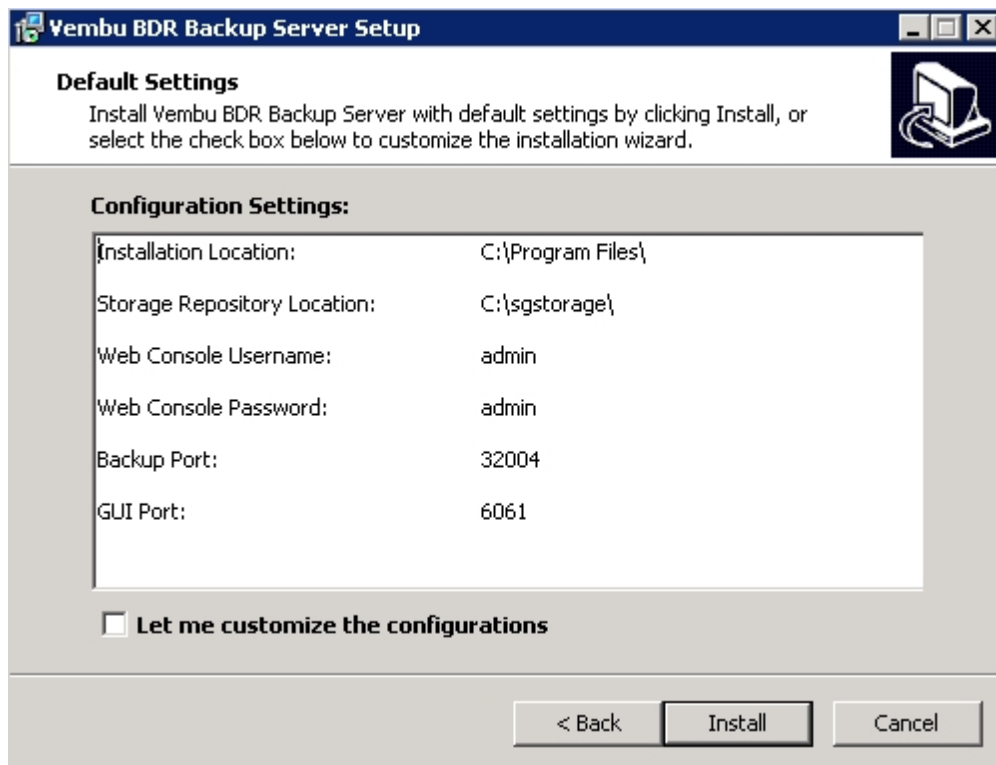 Vembu BDR Backup Server Setup
Default Settings
Install Vembu BDR Backup Server with default settings by clicking Install, or
select the check box below to customize the installation wizard.
Configuration Settings:
Installation Location: C:\Program Files\
Storage Repository Location: C:\sgstorage\
Web Console Username: admin
Web Console Password: admin
Backup Port: 32004
GUI Port: 6061
Let me customize the configurations
< Back Install Cancel